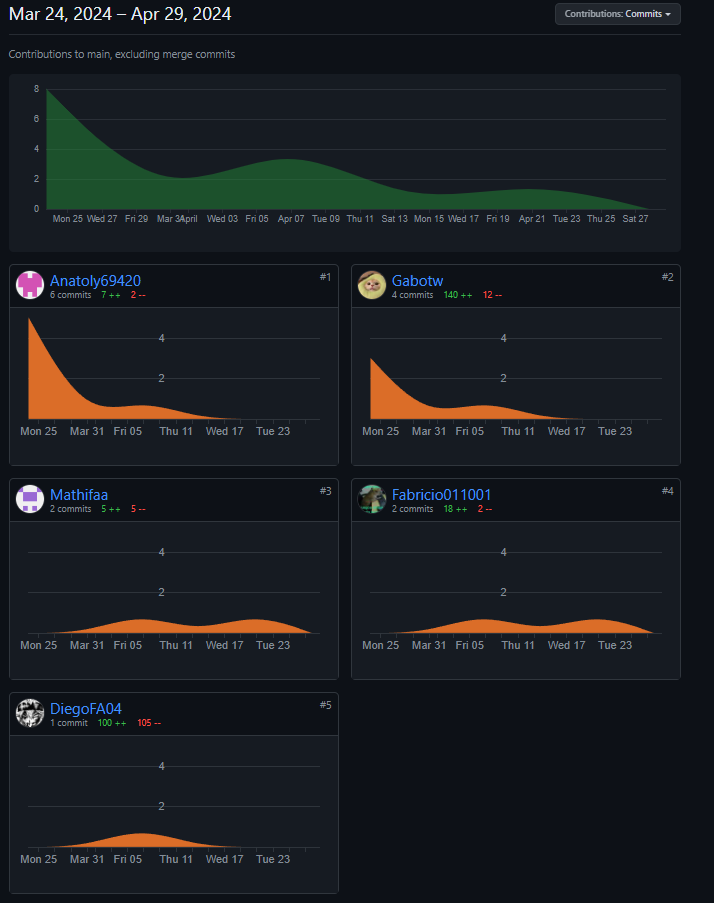 Mar 24, 2024 – Apr 29, 2024
Contributions: Commits
Contributions to main, excluding merge commits
8
6
4
2
0
Mon 25 Wed 27 Fri 29 Mar 31 April Wed 03 Fri 05 Apr 07 Tue 09 Thu 11 Sat 13 Mon 15 Wed 17 Fri 19 Apr 21 Tue 23 Thu 25 Sat 27
Anatoly69420 #1
6 commits 7 ++ 2 --
4
2
Mon 25 Mar 31 Fri 05 Thu 11 Wed 17 Tue 23
Gabotw #2
4 commits 140 ++ 12 --
4
2
Mon 25 Mar 31 Fri 05 Thu 11 Wed 17 Tue 23
Mathifaa #3
2 commits 5 ++ 5 --
4
2
Mon 25 Mar 31 Fri 05 Thu 11 Wed 17 Tue 23
Fabricio011001 #4
2 commits 18 ++ 2 --
4
2
Mon 25 Mar 31 Fri 05 Thu 11 Wed 17 Tue 23
DiegoFA04 #5
1 commit 100 ++ 105 --
4
2
Mon 25 Mar 31 Fri 05 Thu 11 Wed 17 Tue 23